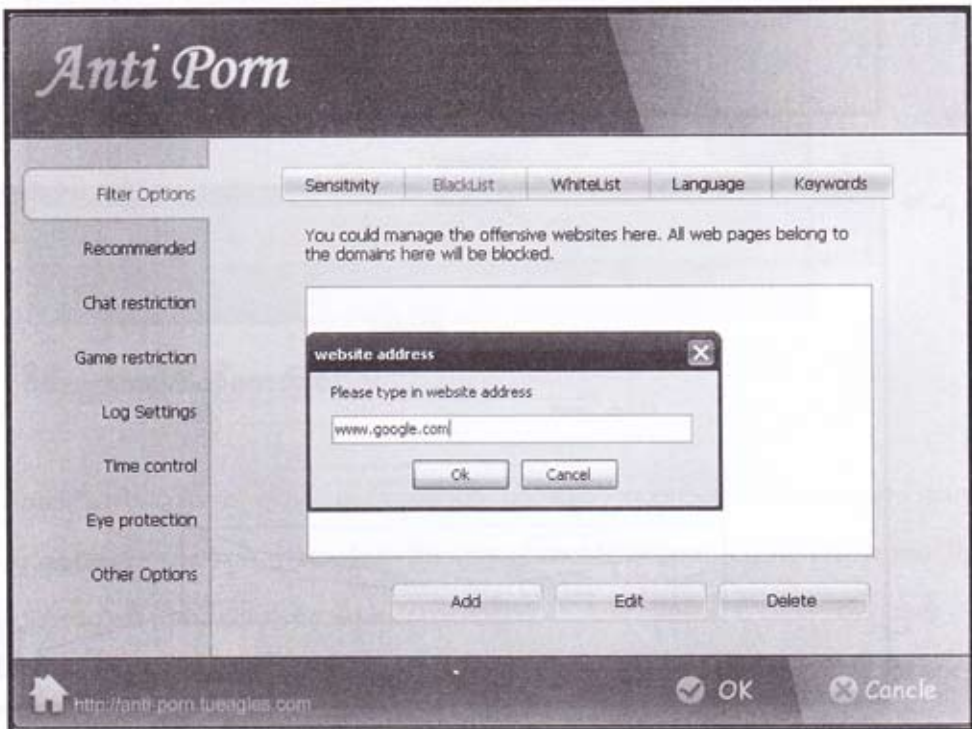 Anti Porn
Filter Options
Recommended
Chat restriction
Game restriction
Log Settings
Time control
Eye protection
Other Options
Sensitivity BlackList WhiteList Language Keywords
You could manage the offensive websites here. All web pages belong to
the domains here will be blocked.
website address
Please type in website address
www.google.com
Ok Cancel
Add Edit Delete
http://anti-porn.tueagles.com
OK Cancle